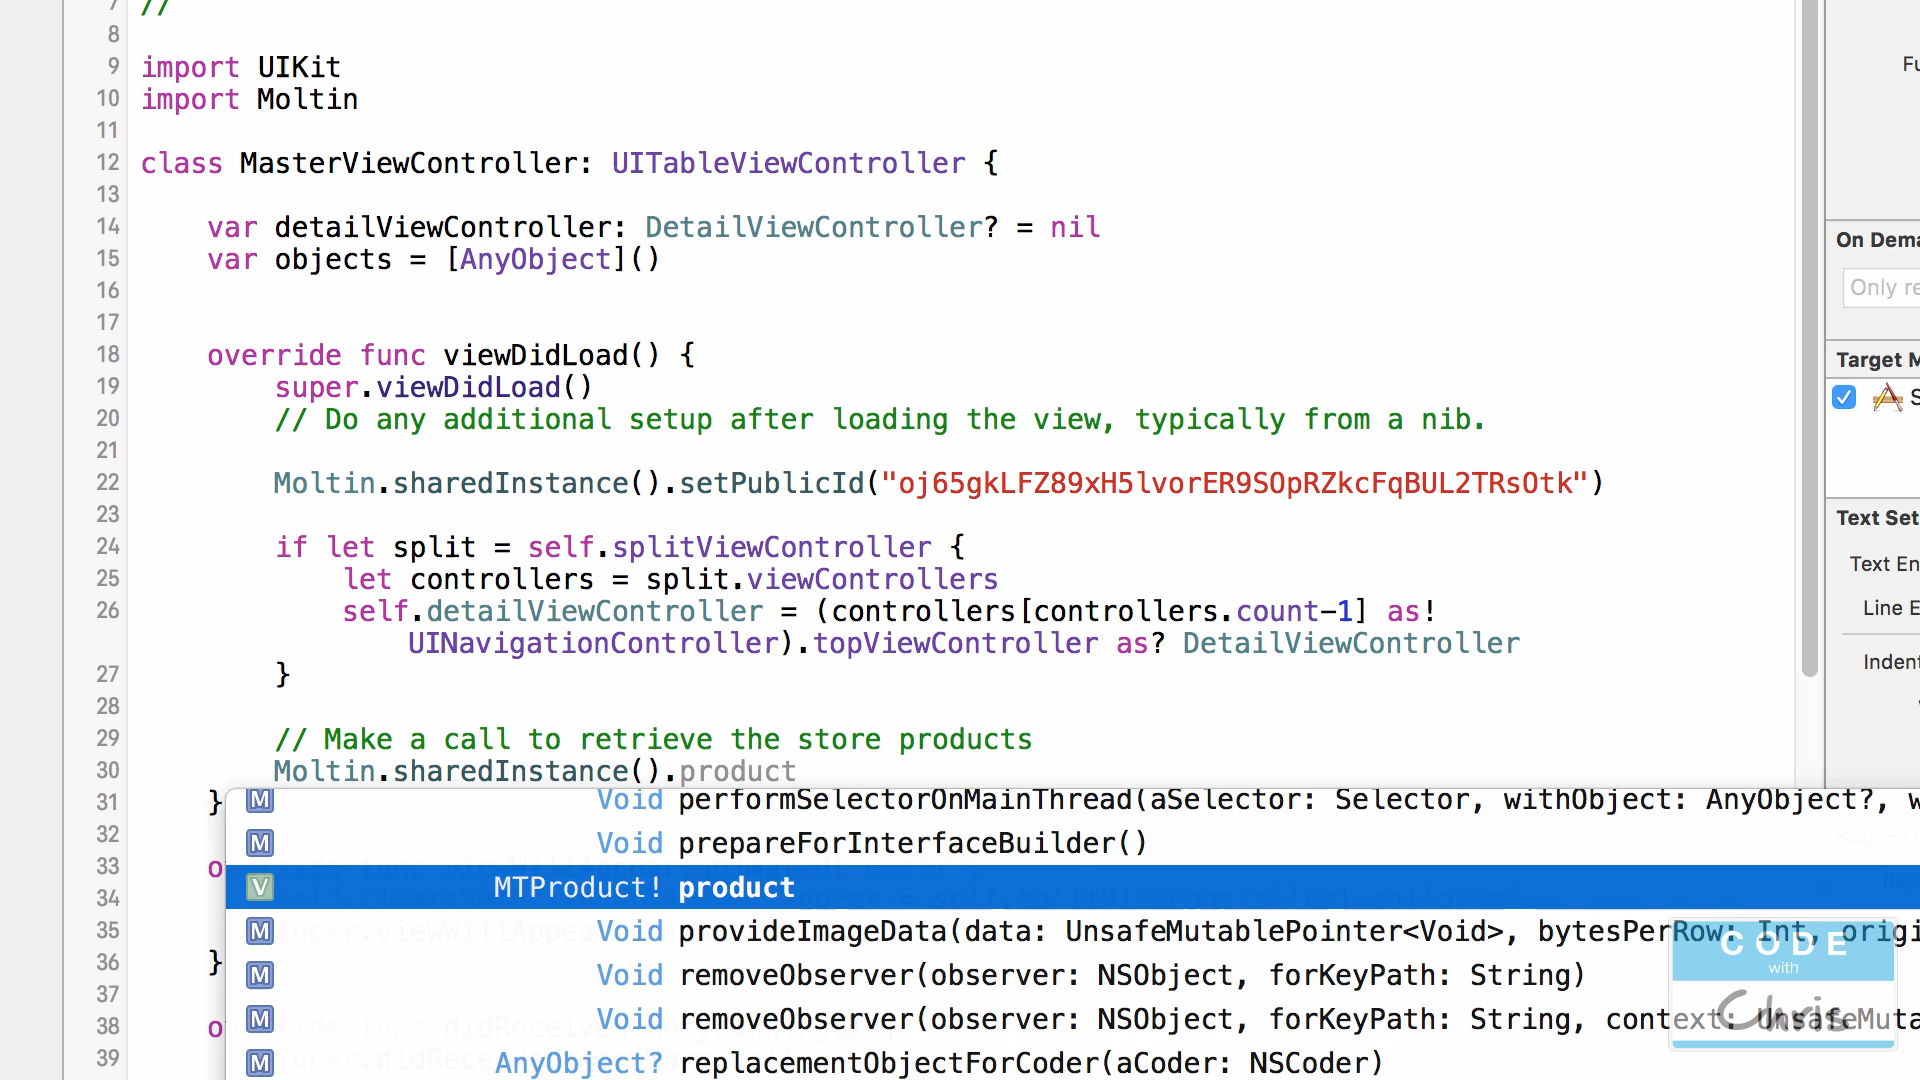 7 //
8
9 import UIKit
10 import Moltin
11
12 class MasterViewController: UITableViewController {
13
14 var detailViewController: DetailViewController? = nil
15 var objects = [AnyObject]()
16
17
18 override func viewDidLoad() {
19 super.viewDidLoad()
20 // Do any additional setup after loading the view, typically from a nib.
21
22 Moltin.sharedInstance().setPublicId("oj65gkLFZ89xH5lvorER9SOpRZkcFqBUL2TRsOtk")
23
24 if let split = self.splitViewController {
25 let controllers = split.viewControllers
26 self.detailViewController = (controllers[controllers.count-1] as!
UINavigationController).topViewController as? DetailViewController
27 }
28
29 // Make a call to retrieve the store products
30 Moltin.sharedInstance().product
31 }
32
33 o
34
35
36 }
37
38 o
39
M Void performSelectorOnMainThread(aSelector: Selector, withObject: AnyObject?, w
M Void prepareForInterfaceBuilder()
V MTProduct! product
M Void provideImageData(data: UnsafeMutablePointer<Void>, bytesPerRow: Int, origi
M Void removeObserver(observer: NSObject, forKeyPath: String)
M Void removeObserver(observer: NSObject, forKeyPath: String, context: UnsafeMuta
M AnyObject? replacementObjectForCoder(aCoder: NSCoder)
Fu
On Dema
Only re
Target M
S
Text Set
Text En
Line E
Indent
CODE
with
Chris